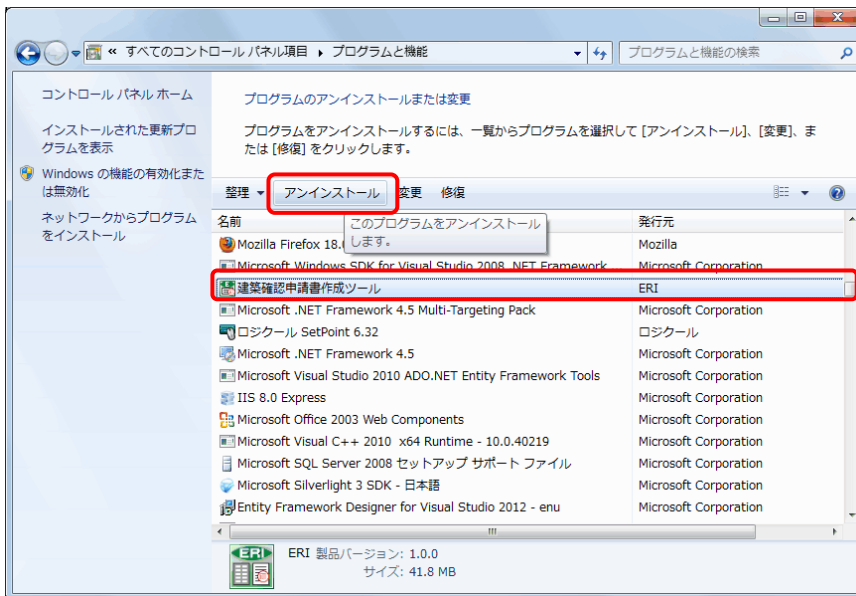 « すべてのコントロール パネル項目 ▸ プログラムと機能
プログラムと機能の検索
コントロール パネル ホーム
インストールされた更新プロ
グラムを表示
Windows の機能の有効化また
は無効化
ネットワークからプログラム
をインストール
プログラムのアンインストールまたは変更
プログラムをアンインストールするには、一覧からプログラムを選択して [アンインストール]、[変更]、ま
たは [修復] をクリックします。
整理 アンインストール 変更 修復
このプログラムをアンインストール
します。
名前 発行元
Mozilla Firefox 18. Mozilla
Microsoft Windows SDK for Visual Studio 2008 .NET Framework Microsoft Corporation
建築確認申請書作成ツール ERI
Microsoft .NET Framework 4.5 Multi-Targeting Pack Microsoft Corporation
ロジクール SetPoint 6.32 ロジクール
Microsoft .NET Framework 4.5 Microsoft Corporation
Microsoft Visual Studio 2010 ADO.NET Entity Framework Tools Microsoft Corporation
IIS 8.0 Express Microsoft Corporation
Microsoft Office 2003 Web Components Microsoft Corporation
Microsoft Visual C++ 2010 x64 Runtime - 10.0.40219 Microsoft Corporation
Microsoft SQL Server 2008 セットアップ サポート ファイル Microsoft Corporation
Microsoft Silverlight 3 SDK - 日本語 Microsoft Corporation
Entity Framework Designer for Visual Studio 2012 - enu Microsoft Corporation
ERI
ERI 製品バージョン: 1.0.0
サイズ: 41.8 MB